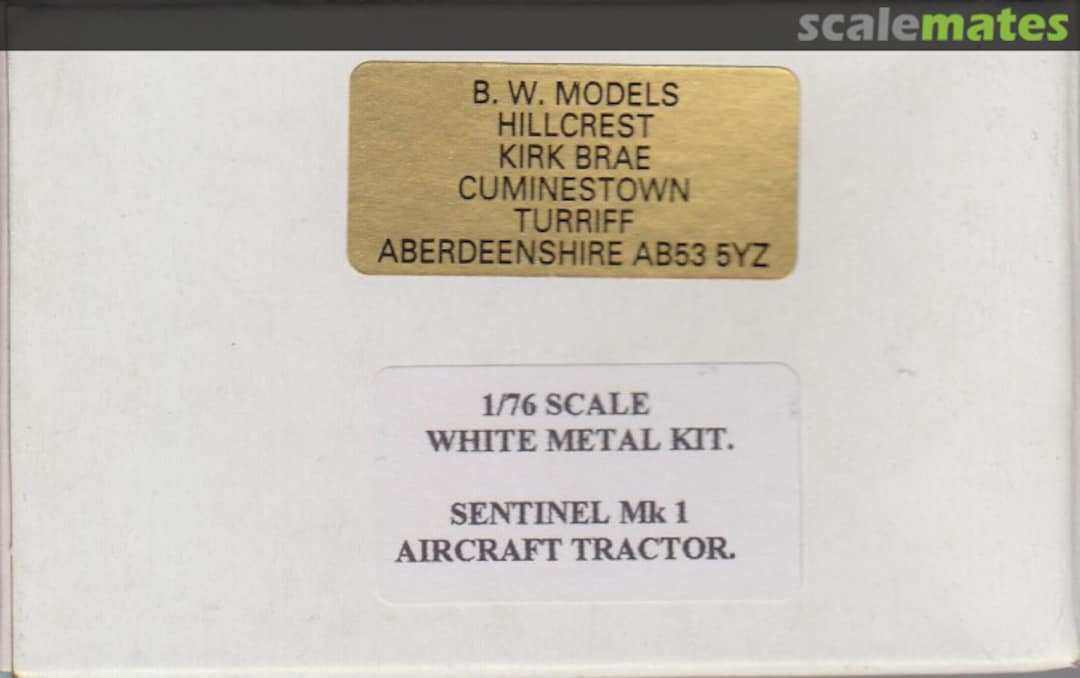 scalemates
B. W. MODELS
HILLCREST
KIRK BRAE
CUMINESTOWN
TURRIFF
ABERDEENSHIRE AB53 5YZ
1/76 SCALE
WHITE METAL KIT.
SENTINEL Mk 1
AIRCRAFT TRACTOR.